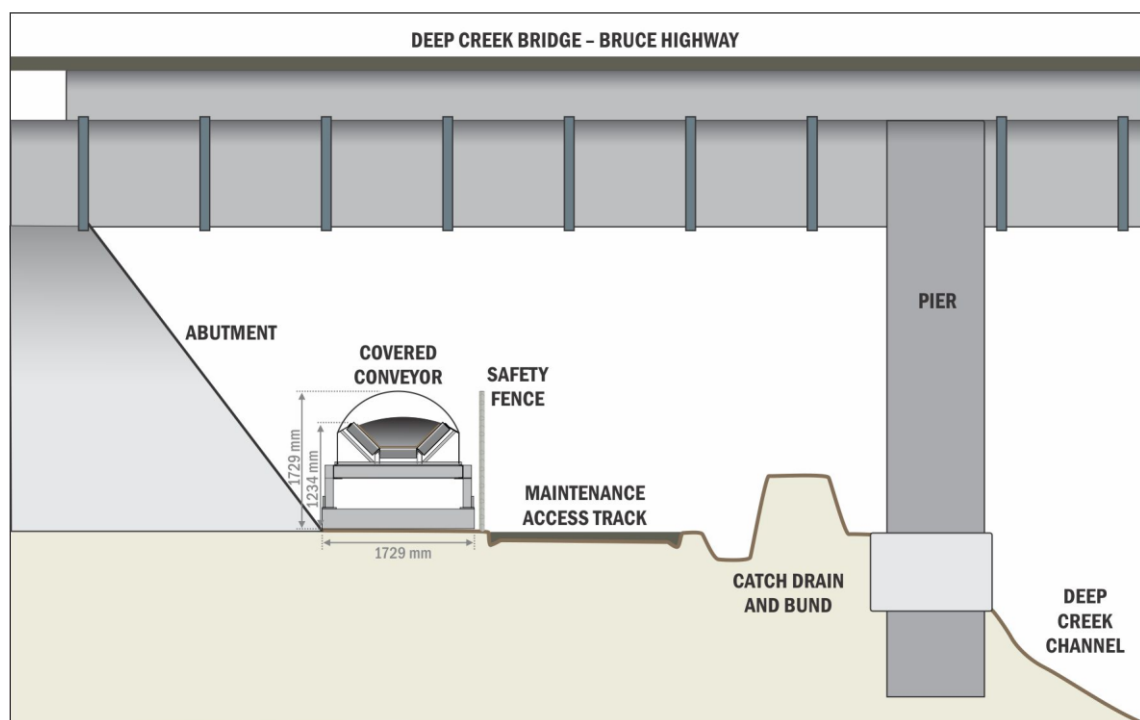 DEEP CREEK BRIDGE – BRUCE HIGHWAY
PIER
ABUTMENT
COVERED
CONVEYOR
SAFETY
FENCE
1729 mm
1234 mm
MAINTENANCE
ACCESS TRACK
1729 mm
CATCH DRAIN
AND BUND
DEEP
CREEK
CHANNEL